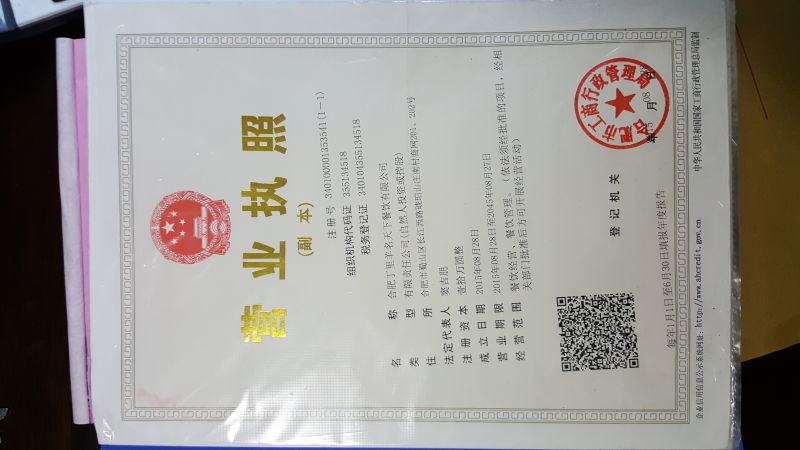 营业执照
(副 本)
注册号 340100001353541(1-1)
组织机构代码证 355134518
税务登记证 340104355134518
名称 合肥丁里羊名天下餐饮有限公司
类型 有限责任公司(自然人投资或控股)
住所 合肥市蜀山区长江西路琥珀山庄南村商网201、202号
法定代表人 窦吉朋
注册资本 壹拾万圆整
成立日期 2015年08月28日
营业期限 2015年08月28日至2045年08月27日
经营范围 餐饮经营、餐饮管理。(依法须经批准的项目，经相
关部门批准后方可开展经营活动)
登记机关
合肥市工商行政管理局
年 08 月 日
每年1月1日至6月30日填报年度报告
企业信用信息公示系统网址: http://www.ahcredit.gov.cn
中华人民共和国国家工商行政管理总局监制